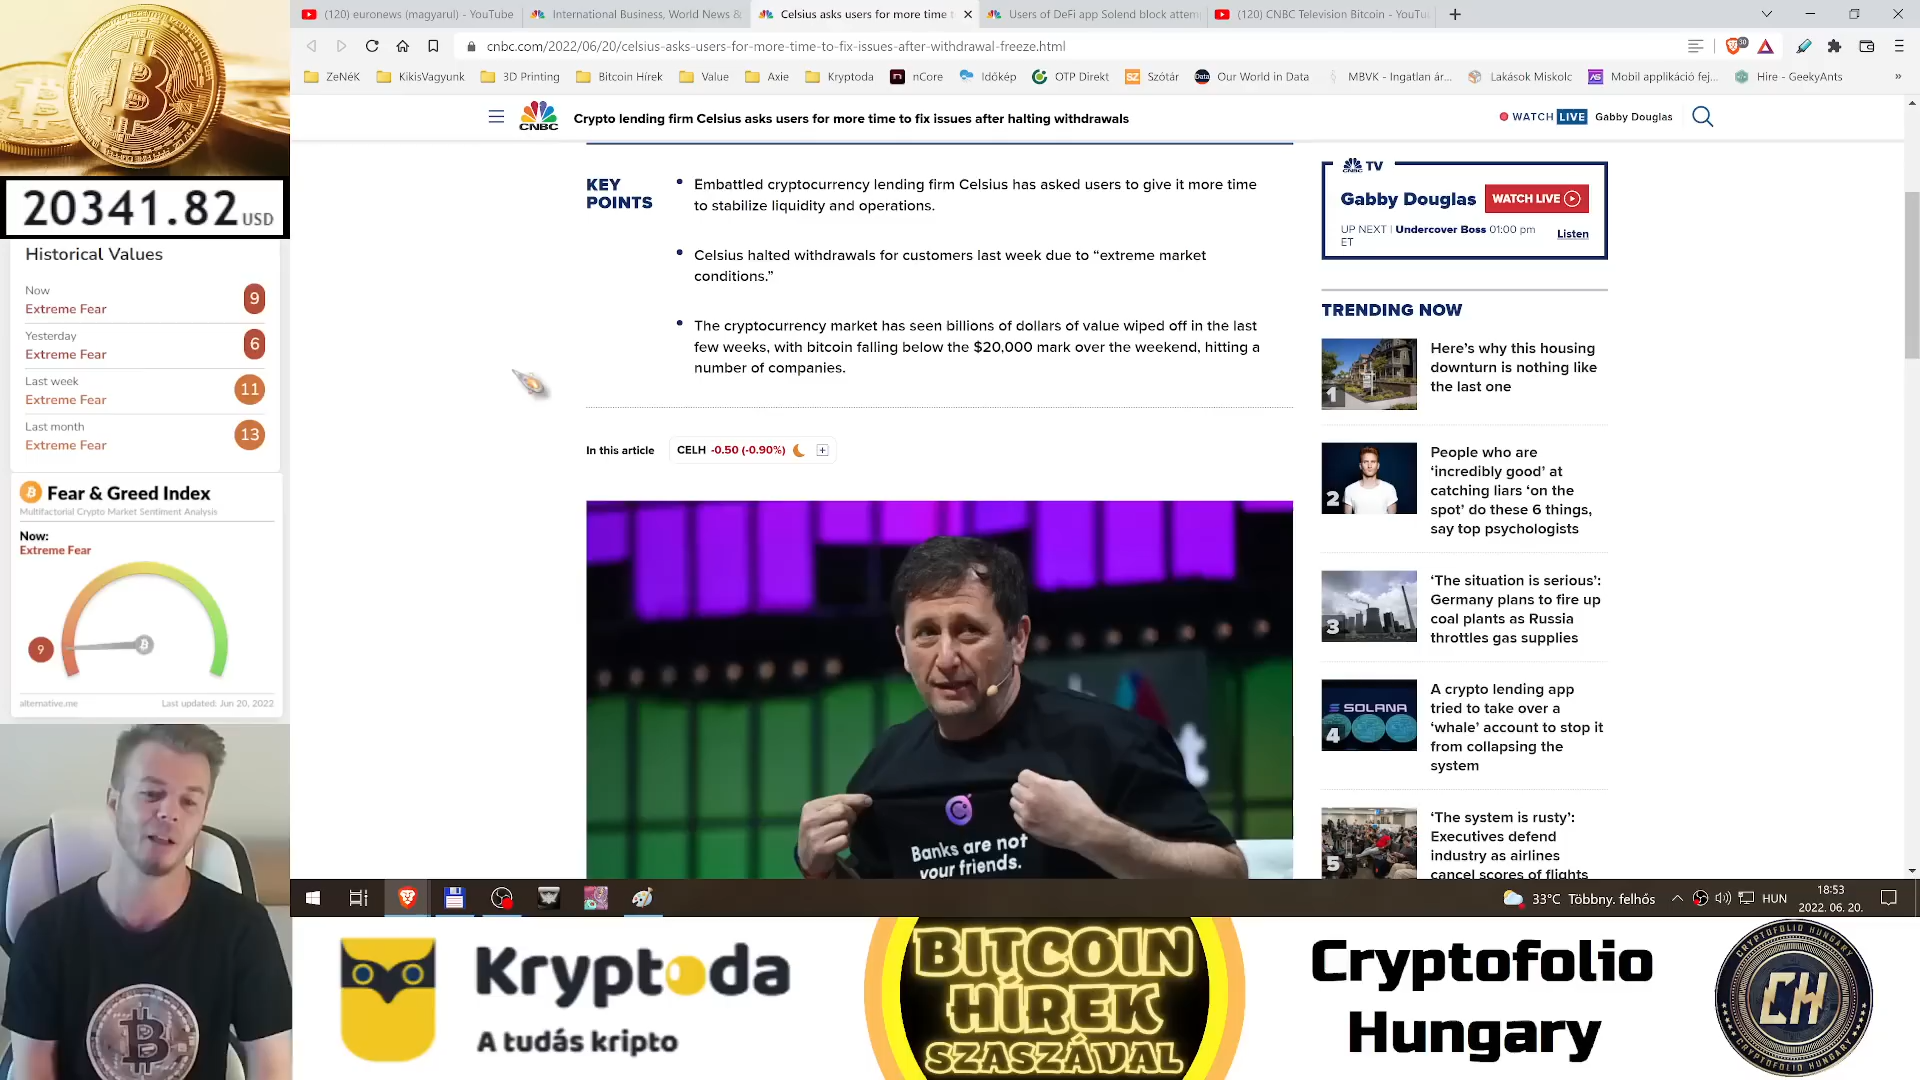 (120) euronews (magyarul) - YouTube
International Business, World News &
Celsius asks users for more time
Users of DeFi app Solend block attem
(120) CNBC Television Bitcoin - YouTu
cnbc.com/2022/06/20/celsius-asks-users-for-more-time-to-fix-issues-after-withdrawal-freeze.html
30
ZeNéK
KikisVagyunk
3D Printing
Bitcoin Hírek
Value
Axie
Kryptoda
nCore
Időkép
OTP Direkt
Szótár
Our World in Data
MBVK - Ingatlan ár...
Lakások Miskolc
Mobil applikáció fej...
Hire - GeekyAnts
CNBC
Crypto lending firm Celsius asks users for more time to fix issues after halting withdrawals
WATCH LIVE Gabby Douglas
20341.82 USD
Historical Values
Now
Extreme Fear
9
Yesterday
Extreme Fear
6
Last week
Extreme Fear
11
Last month
Extreme Fear
13
Fear & Greed Index
Multifactorial Crypto Market Sentiment Analysis
Now:
Extreme Fear
9
alternative.me
Last updated: Jun 20, 2022
KEY
POINTS
Embattled cryptocurrency lending firm Celsius has asked users to give it more time
to stabilize liquidity and operations.
Celsius halted withdrawals for customers last week due to “extreme market
conditions.”
The cryptocurrency market has seen billions of dollars of value wiped off in the last
few weeks, with bitcoin falling below the $20,000 mark over the weekend, hitting a
number of companies.
In this article
CELH -0.50 (-0.90%)
Banks are not
your friends.
CNBC TV
Gabby Douglas
WATCH LIVE
UP NEXT | Undercover Boss 01:00 pm
ET
Listen
TRENDING NOW
1
Here’s why this housing
downturn is nothing like
the last one
2
People who are
‘incredibly good’ at
catching liars ‘on the
spot’ do these 6 things,
say top psychologists
3
‘The situation is serious’:
Germany plans to fire up
coal plants as Russia
throttles gas supplies
SOLANA
4
A crypto lending app
tried to take over a
‘whale’ account to stop it
from collapsing the
system
5
‘The system is rusty’:
Executives defend
industry as airlines
cancel scores of flights
33°C Többny. felhős
HUN
18:53
2022. 06. 20.
Kryptoda
A tudás kripto
BITCOIN
HÍREK
SZASZÁVAL
Cryptofolio
Hungary
CRYPTOFOLIO HUNGARY
CH
CRYPTOFOLIO HUNGARY